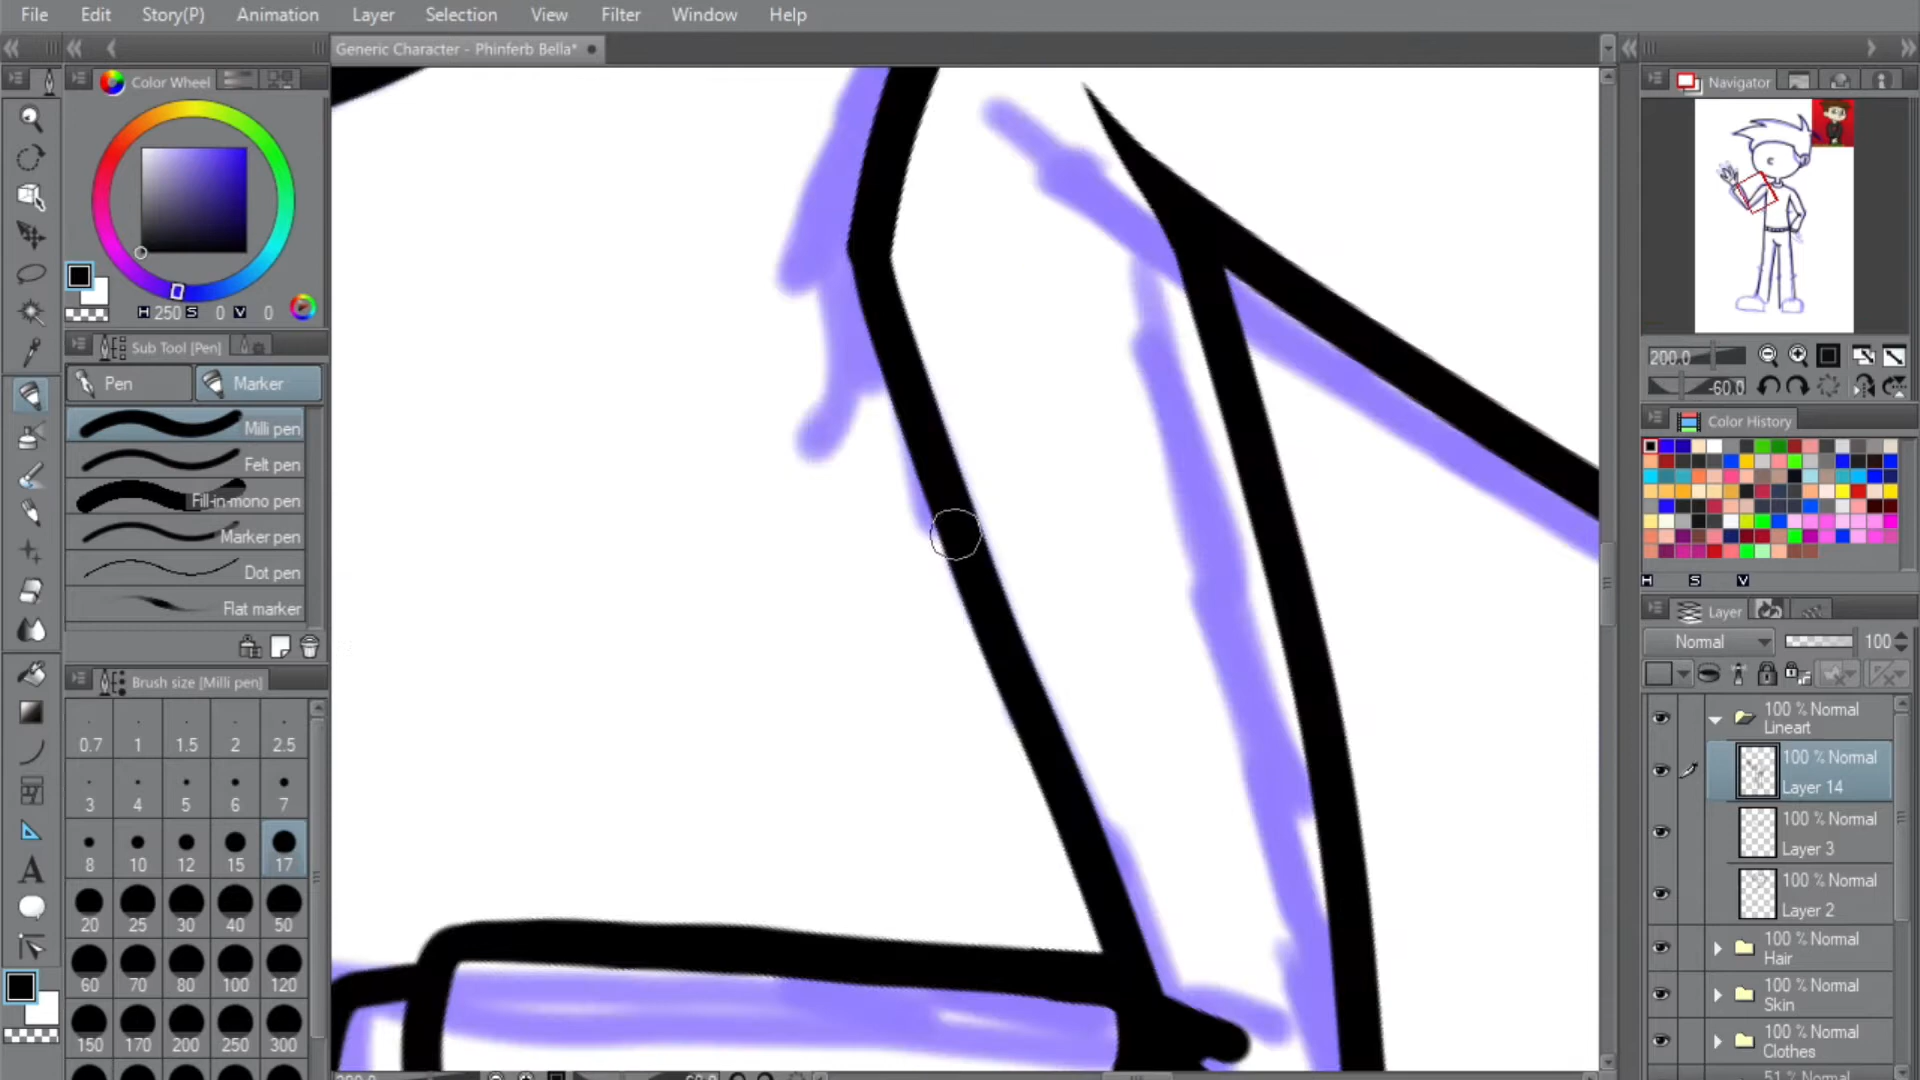 File Edit Story(P) Animation Layer Selection View Filter Window Help
Generic Character - Phinferb Bella*
Color Wheel
H 250 S 0 V 0
Sub Tool [Pen]
Pen Marker
Milli pen
Felt pen
Fill-in-mono pen
Marker pen
Dot pen
Flat marker
Brush size [Milli pen]
0.7 1 1.5 2 2.5
3 4 5 6 7
8 10 12 15 17
20 25 30 40 50
60 70 80 100 120
150 170 200 250 300
Navigator
200.0
-60.0
Color History
H S V
Layer
Normal 100
100 % Normal
Lineart
100 % Normal
Layer 14
100 % Normal
Layer 3
100 % Normal
Layer 2
100 % Normal
Hair
100 % Normal
Skin
100 % Normal
Clothes
51 % Normal